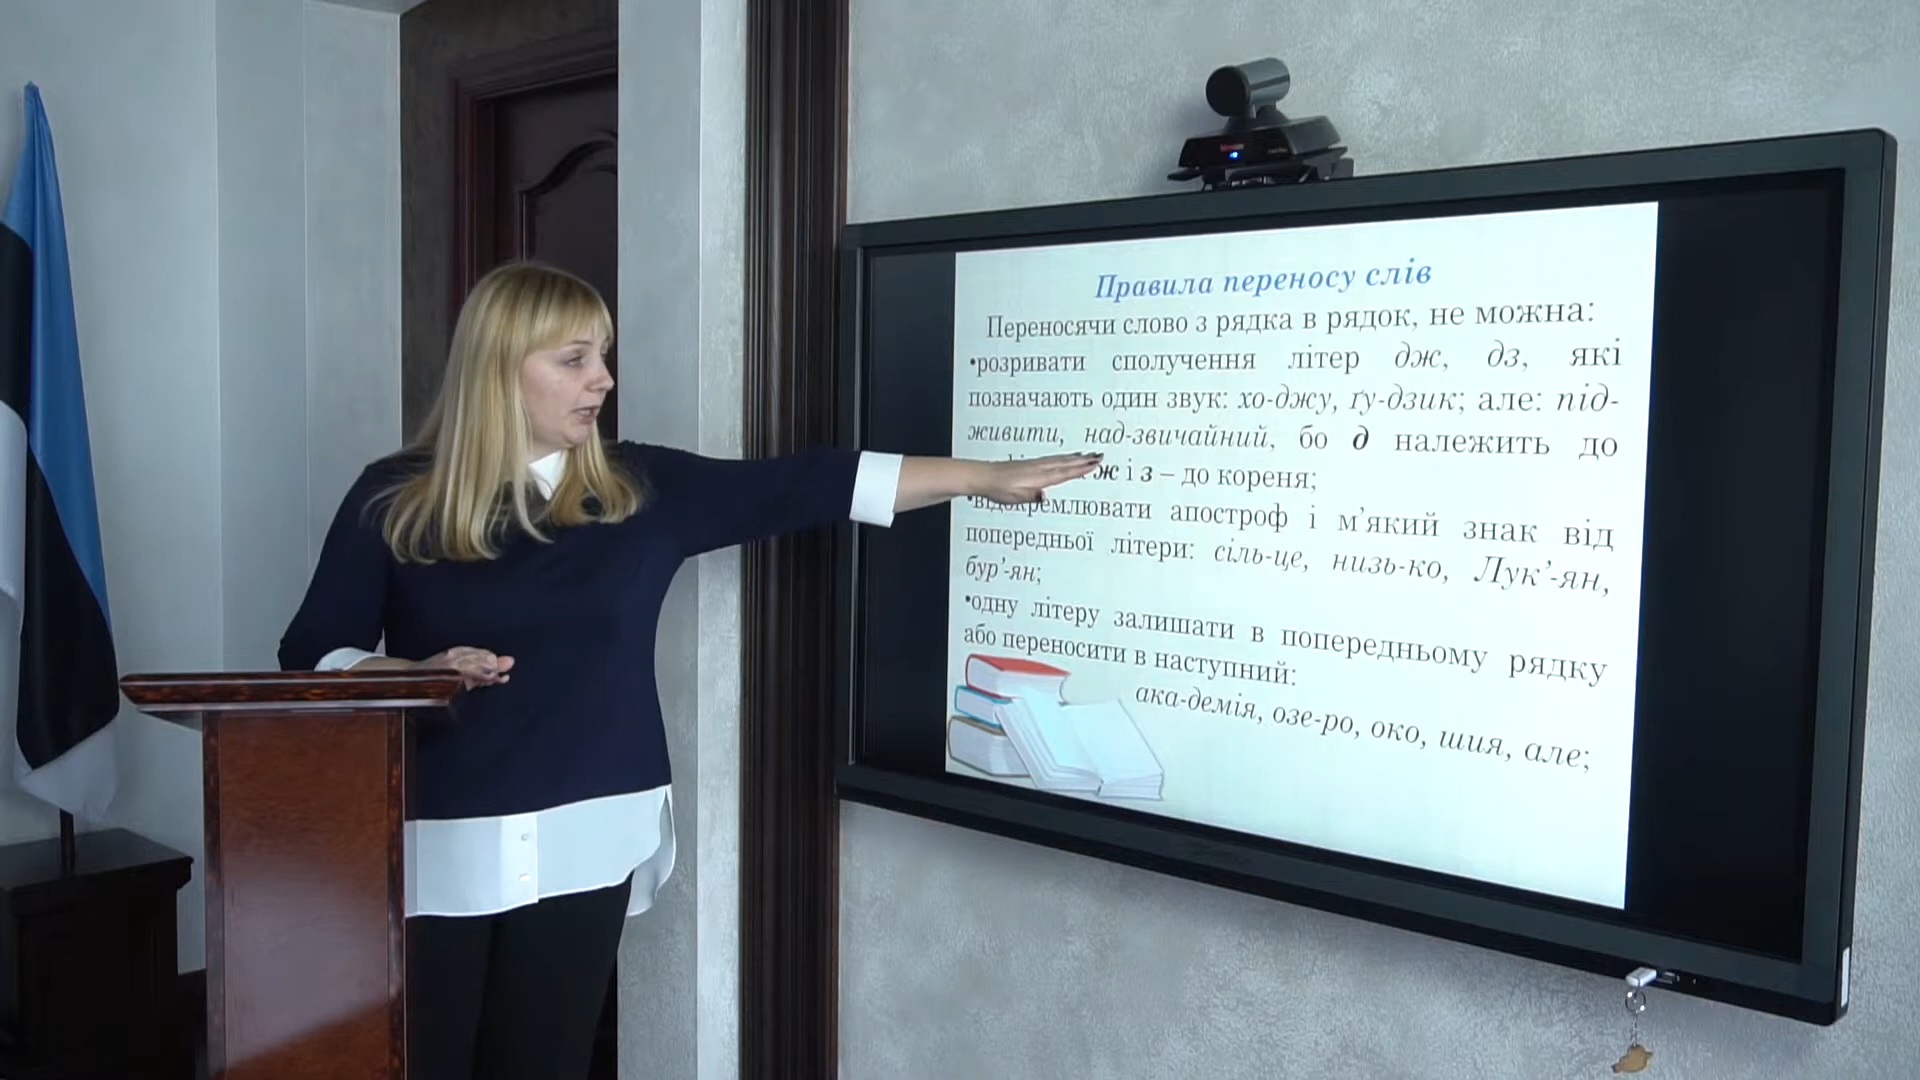 Правила переносу слів
Переносячи слово з рядка в рядок, не можна:
•розривати сполучення літер дж, дз, які
позначають один звук: хо-джу, ґу-дзик; але: під-
живити, над-звичайний, бо д належить до
ж і з – до кореня;
•відокремлювати апостроф і м’який знак від
попередньої літери: сіль-це, низь-ко, Лук’-ян,
бур’-ян;
•одну літеру залишати в попередньому рядку
або переносити в наступний:
ака-демія, озе-ро, око, шия, але;